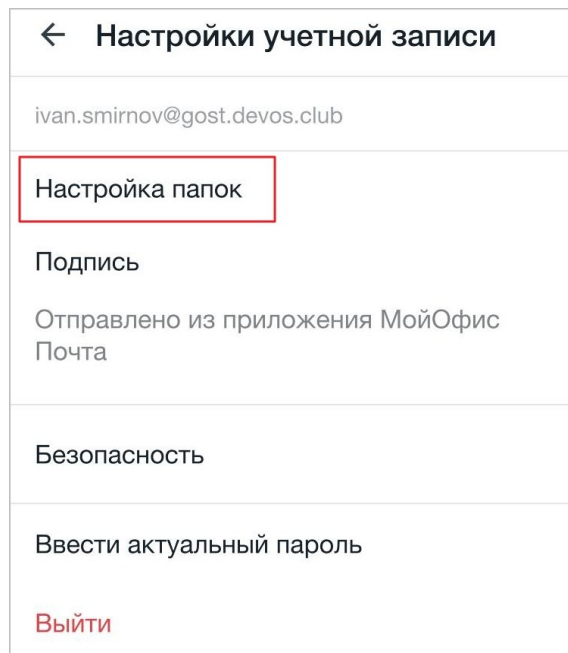 ← Настройки учетной записи
ivan.smirnov@gost.devos.club
Настройка папок
Подпись
Отправлено из приложения МойОфис
Почта
Безопасность
Ввести актуальный пароль
Выйти